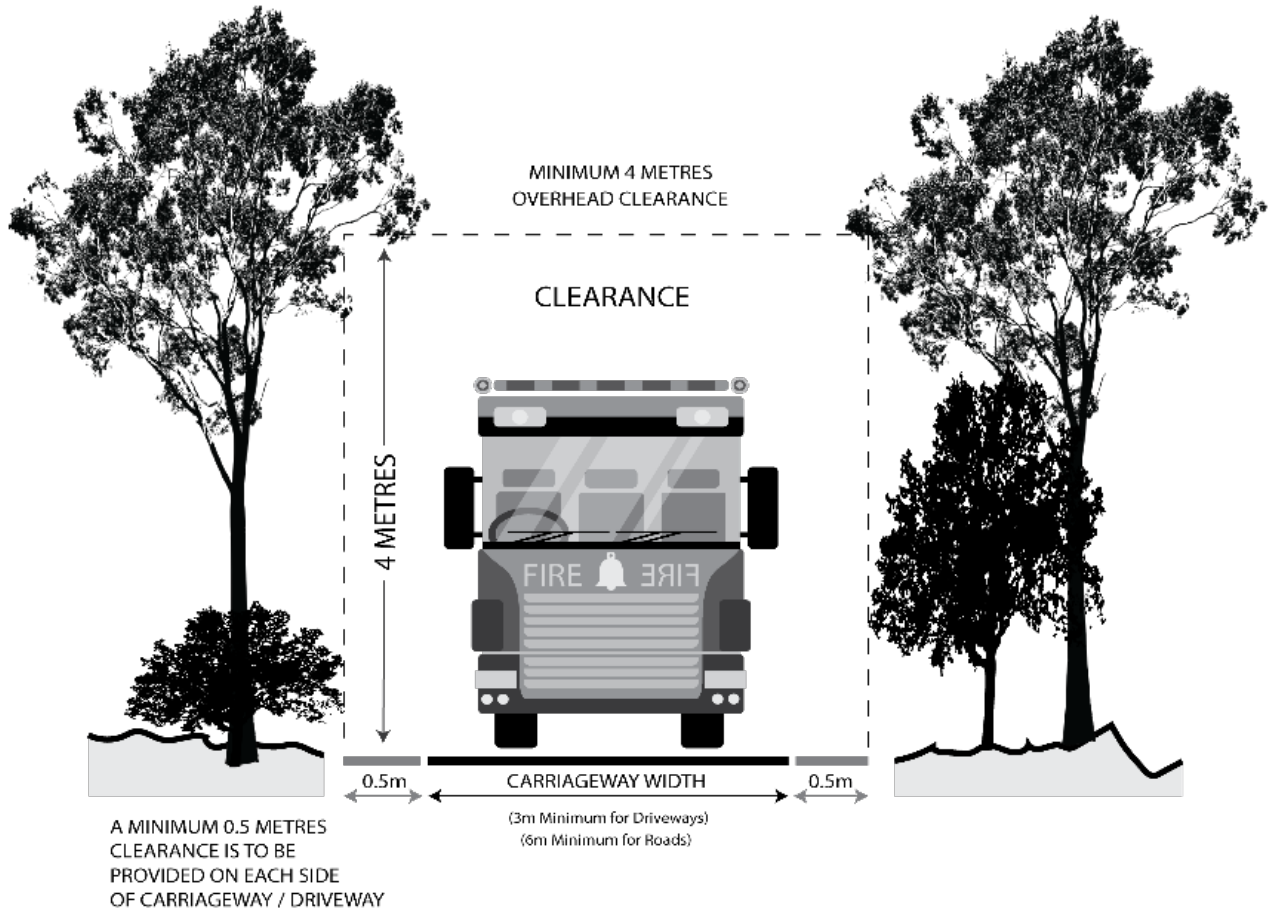 MINIMUM 4 METRES
OVERHEAD CLEARANCE
CLEARANCE
4 METRES
FIRE FIRE
0.5m CARRIAGEWAY WIDTH 0.5m
(3m Minimum for Driveways)
(6m Minimum for Roads)
A MINIMUM 0.5 METRES
CLEARANCE IS TO BE
PROVIDED ON EACH SIDE
OF CARRIAGEWAY / DRIVEWAY